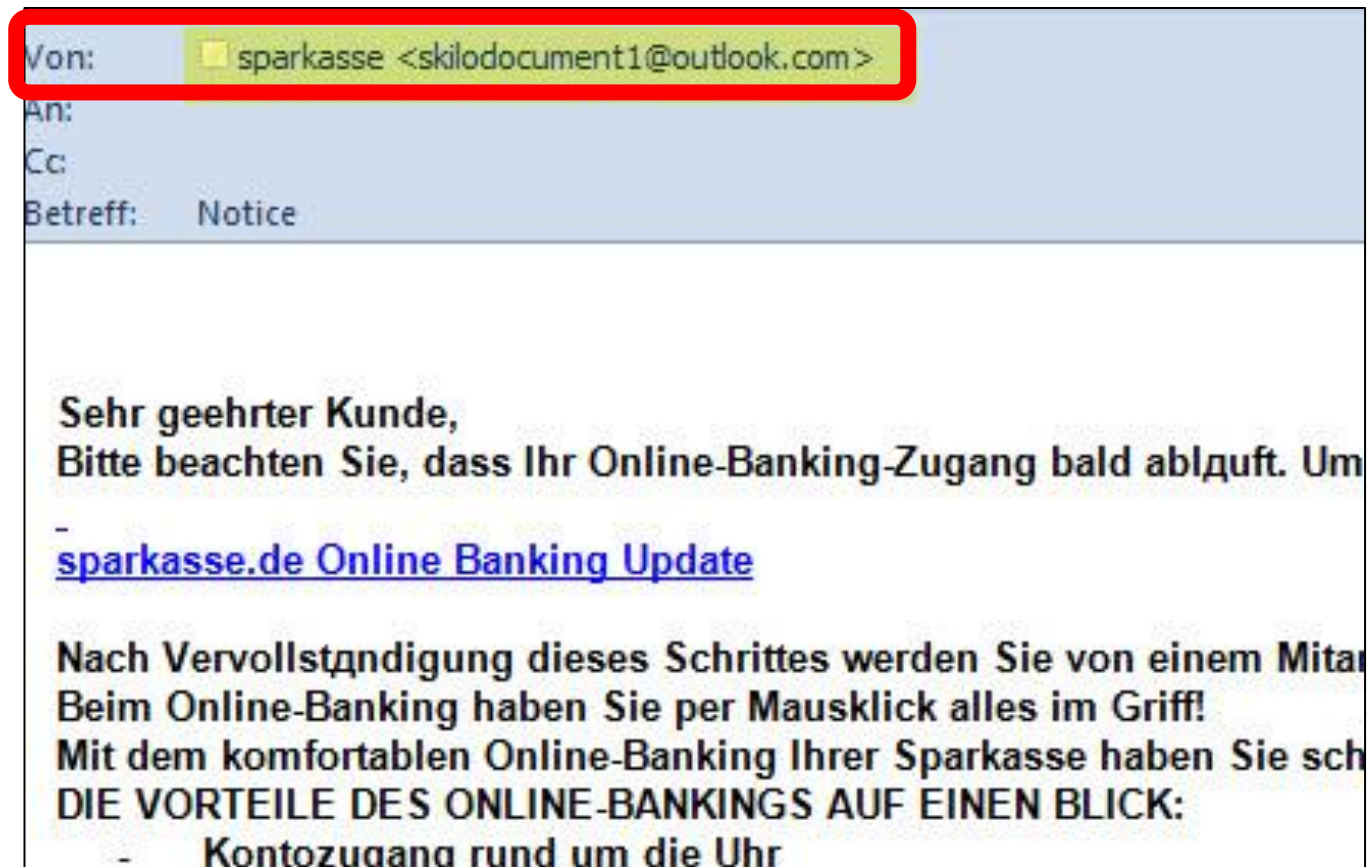 Von: sparkasse <skilodocument1@outlook.com>
An:
Cc:
Betreff: Notice
Sehr geehrter Kunde,
Bitte beachten Sie, dass Ihr Online-Banking-Zugang bald ablдuft. Um
sparkasse.de Online Banking Update
Nach Vervollstдndigung dieses Schrittes werden Sie von einem Mitar
Beim Online-Banking haben Sie per Mausklick alles im Griff!
Mit dem komfortablen Online-Banking Ihrer Sparkasse haben Sie sch
DIE VORTEILE DES ONLINE-BANKINGS AUF EINEN BLICK:
- Kontozugang rund um die Uhr